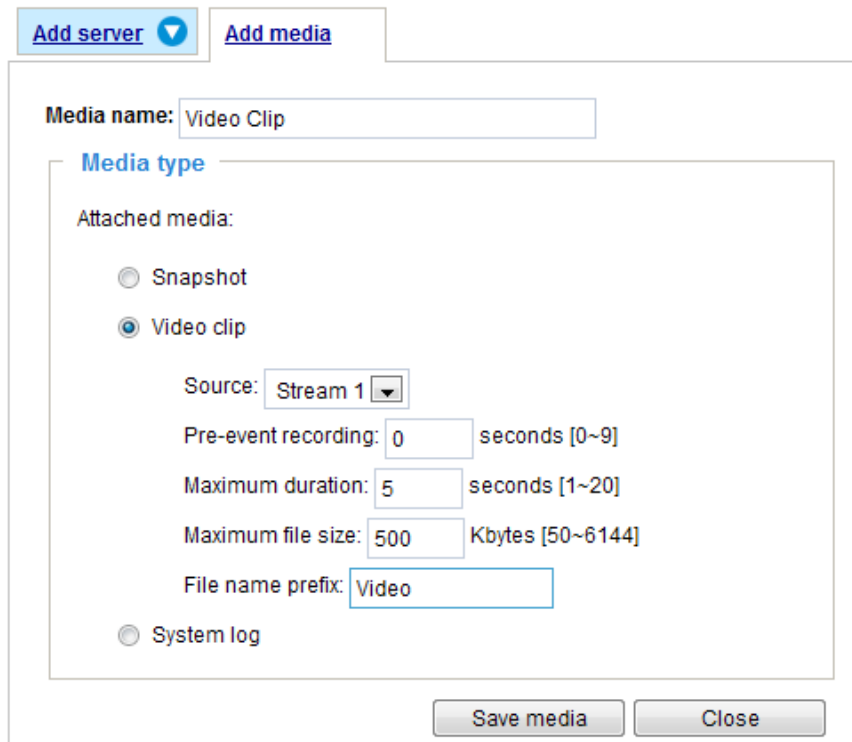 Add server Add media
Media name: Video Clip
Media type
Attached media:
Snapshot
Video clip
Source: Stream 1
Pre-event recording: 0 seconds [0~9]
Maximum duration: 5 seconds [1~20]
Maximum file size: 500 Kbytes [50~6144]
File name prefix: Video
System log
Save media Close